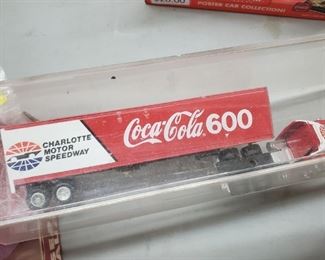 POSTER CAR COLLECTION!
Coca-Cola 600
CHARLOTTE
MOTOR
SPEEDWAY